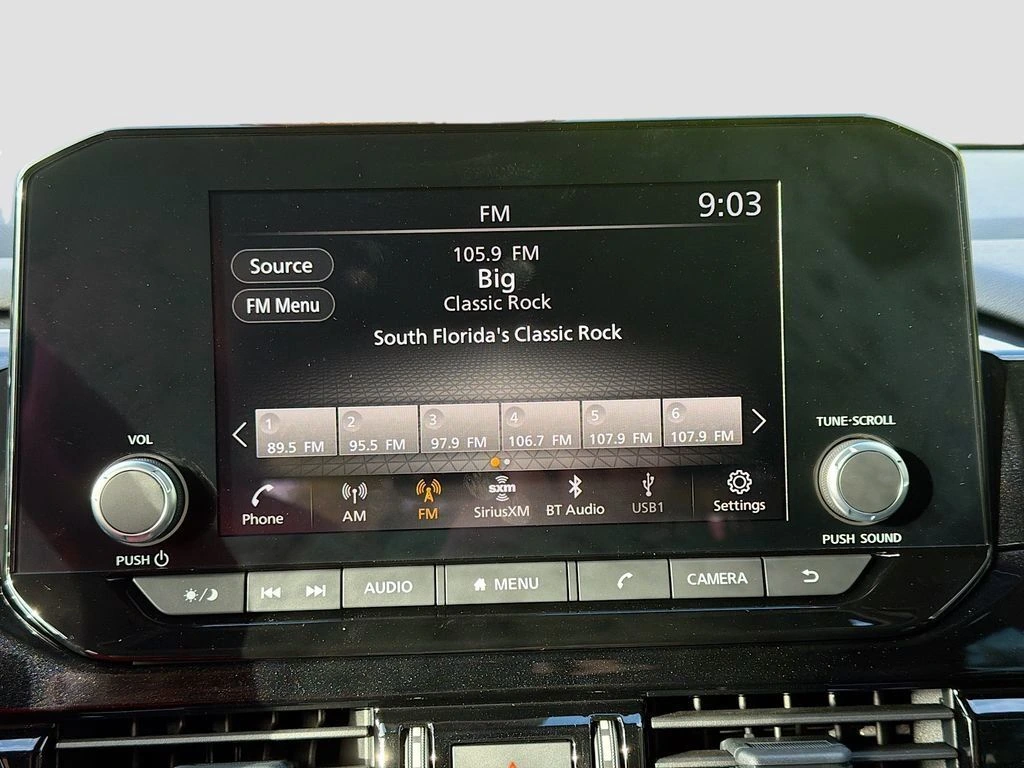 FM
9:03
Source
FM Menu
105.9 FM
Big
Classic Rock
South Florida's Classic Rock
1 2 3 4 5 6
89.5 FM 95.5 FM 97.9 FM 106.7 FM 107.9 FM 107.9 FM
Phone AM FM sxm SiriusXM BT Audio USB1 Settings
VOL
PUSH
TUNE•SCROLL
PUSH SOUND
AUDIO MENU CAMERA